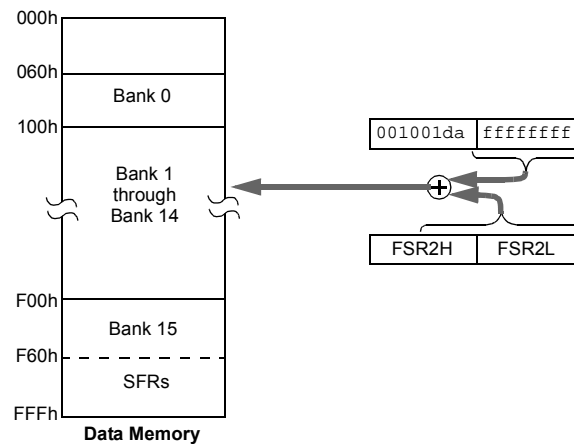 000h
060h
Bank 0
100h
001001da ffffffff
Bank 1
through
Bank 14
FSR2H FSR2L
F00h
Bank 15
F60h
SFRs
FFFh
Data Memory